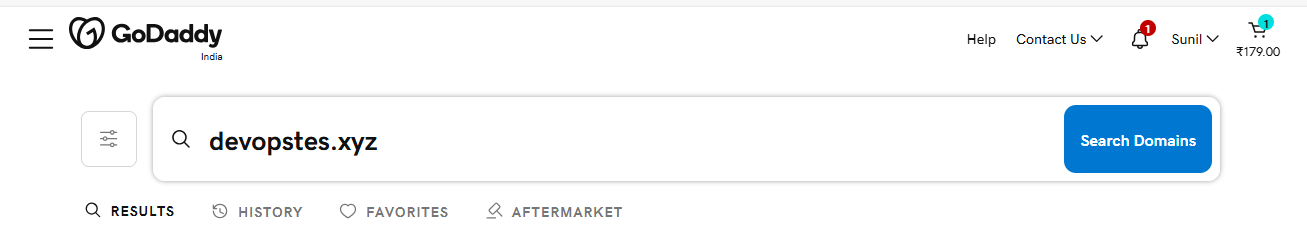 GoDaddy
India
Help
Contact Us
1
Sunil
1
₹179.00
devopstes.xyz
Search Domains
RESULTS
HISTORY
FAVORITES
AFTERMARKET